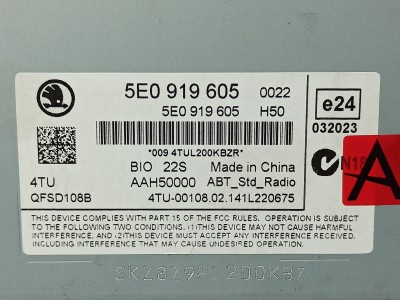 5E0 919 605 0022
5E0 919 605 H50
e24
032023
*009 4TUL200KBZR*
BIO 22S Made in China
4TU AAH50000 ABT_Std_Radio
QFSD108B 4TU-00108.02.141L220675
N18
A
THIS DEVICE COMPLIES WITH PART 15 OF THE FCC RULES. OPERATION IS
SUBJECT TO THE FOLLOWING TWO CONDITIONS:(1)THIS DEVICE MAY NOT CAUSE HARMFUL
INTERFERENCE,AND (2)THIS DEVICE MUST ACCEPT ANY INTERFERENCE RECEIVED,
INCLUDING INTERFERENCE THAT MAY CAUSE UNDESIRED OPERATION.